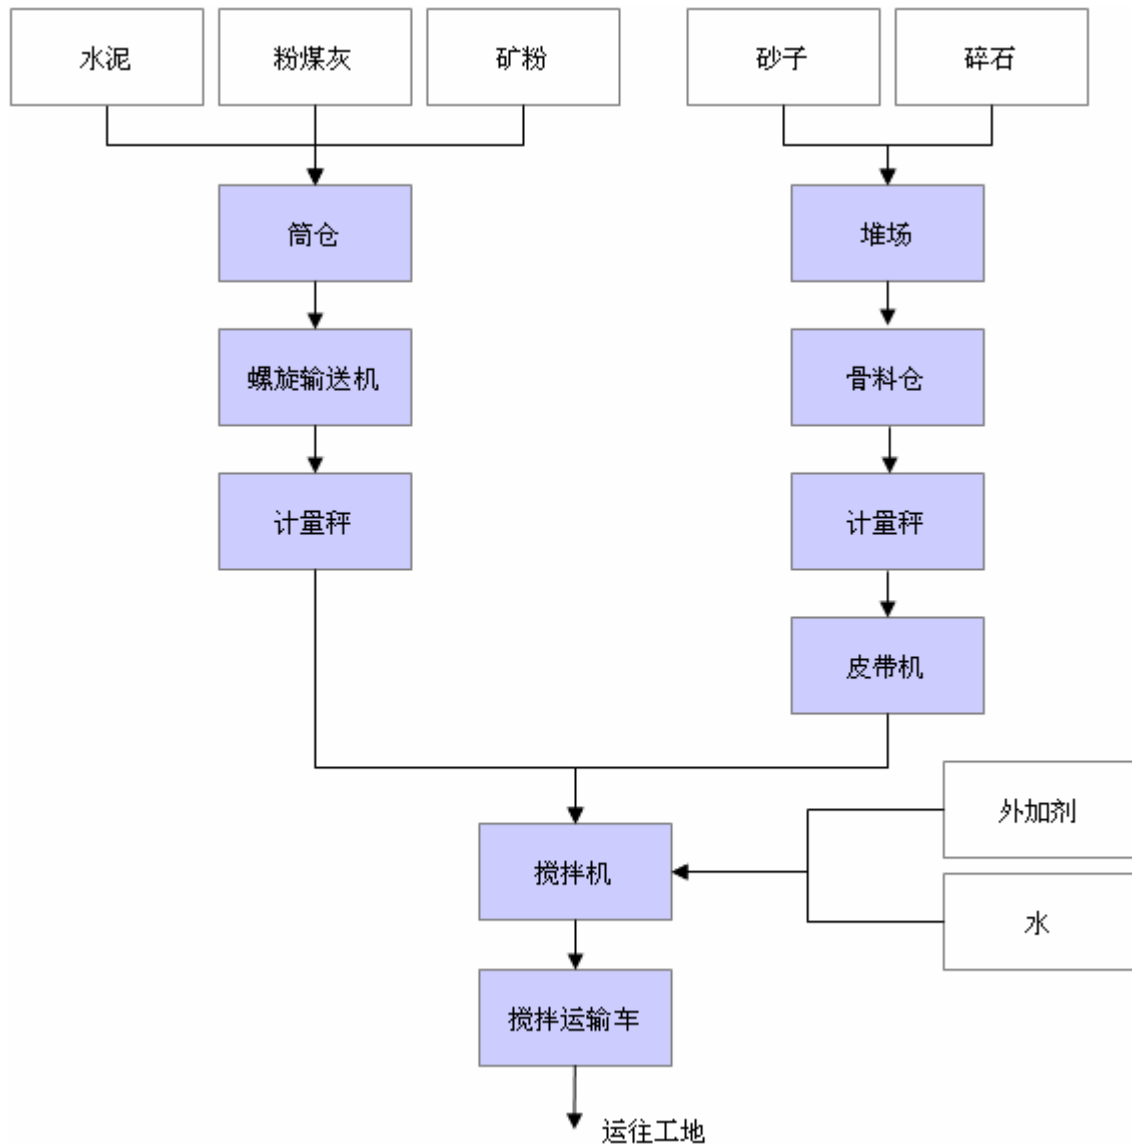 水泥
粉煤灰
矿粉
砂子
碎石
筒仓
堆场
螺旋输送机
骨料仓
计量秤
计量秤
皮带机
外加剂
搅拌机
水
搅拌运输车
运往工地